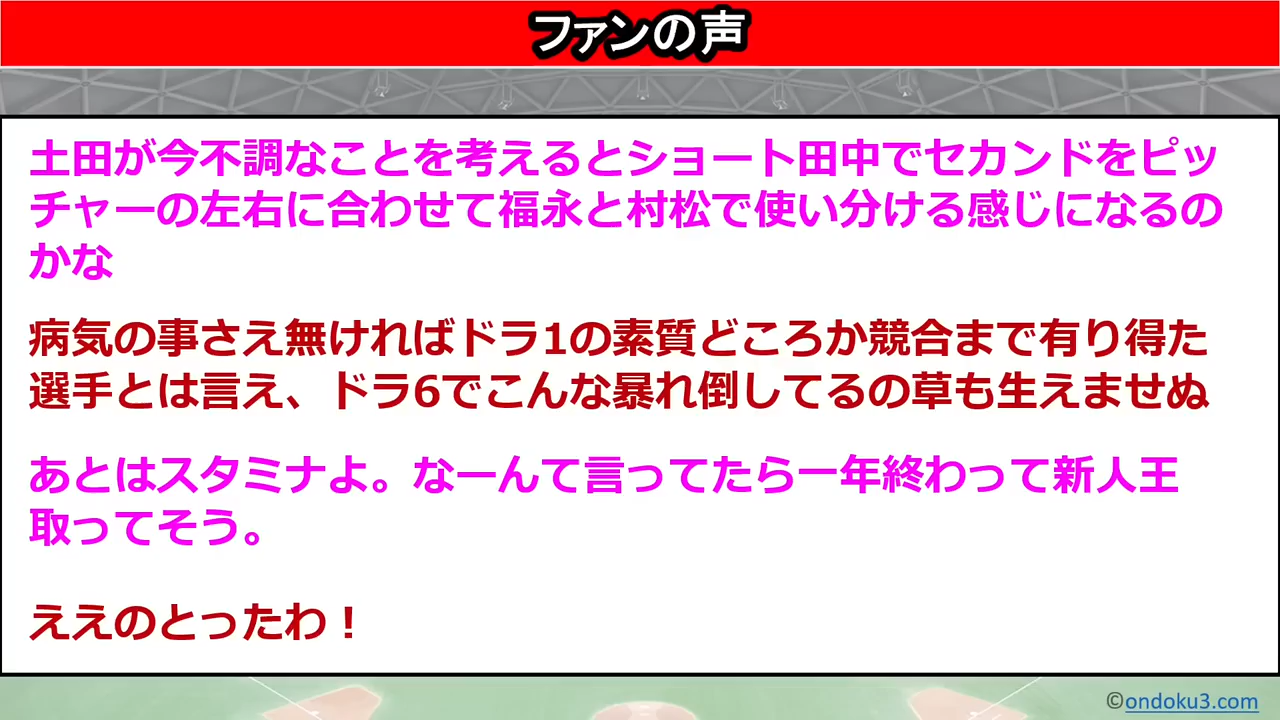 ファンの声
土田が今不調なことを考えるとショート田中でセカンドをピッ
チャーの左右に合わせて福永と村松で使い分ける感じになるの
かな
病気の事さえ無ければドラ1の素質どころか競合まで有り得た
選手とは言え、ドラ6でこんな暴れ倒してるの草も生えませぬ
あとはスタミナよ。なーんて言ってたら一年終わって新人王
取ってそう。
ええのとったわ！
©ondoku3.com